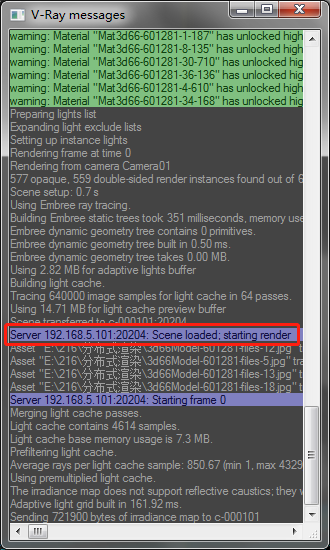 V-Ray messages
warning: Material "Mat3d66-601281-1-187" has unlocked high
warning: Material "Mat3d66-601281-8-135" has unlocked high
warning: Material "Mat3d66-601281-30-710" has unlocked high
warning: Material "Mat3d66-601281-36-136" has unlocked high
warning: Material "Mat3d66-601281-4-610" has unlocked high
warning: Material "Mat3d66-601281-34-168" has unlocked high
Preparing lights list
Expanding light exclude lists
Setting up instance lights
Rendering frame at time 0
Rendering from camera Camera01
577 opaque, 559 double-sided render instances found out of 6
Scene setup: 0.7 s
Using Embree ray tracing.
Building Embree static trees took 351 milliseconds, memory use
Embree dynamic geometry tree contains 0 primitives.
Embree dynamic geometry tree built in 0.50 ms.
Embree dynamic geometry tree takes 0.00 MB.
Using 2.82 MB for adaptive lights buffer
Building light cache.
Tracing 640000 image samples for light cache in 64 passes.
Using 14.71 MB for light cache preview buffer
Scene transferred to c-000101:20204
Server 192.168.5.101:20204: Scene loaded; starting render
Asset "E:\216\分布式渲染\3d66Model-601281-files-12.jpg" t
Asset "E:\216\分布式渲染\3d66Model-601281-files-5.jpg" tra
Asset "E:\216\分布式渲染\3d66Model-601281-files-13.jpg" t
Asset "E:\216\分布式渲染\3d66Model-601281-files-18.jpg" t
Server 192.168.5.101:20204: Starting frame 0
Merging light cache passes.
Light cache contains 4614 samples.
Light cache base memory usage is 7.3 MB.
Prefiltering light cache.
Average rays per light cache sample: 850.67 (min 1, max 4329
Using premultiplied light cache.
The irradiance map does not support reflective caustics; they w
Adaptive light grid built in 161.92 ms.
Sending 721900 bytes of irradiance map to c-000101